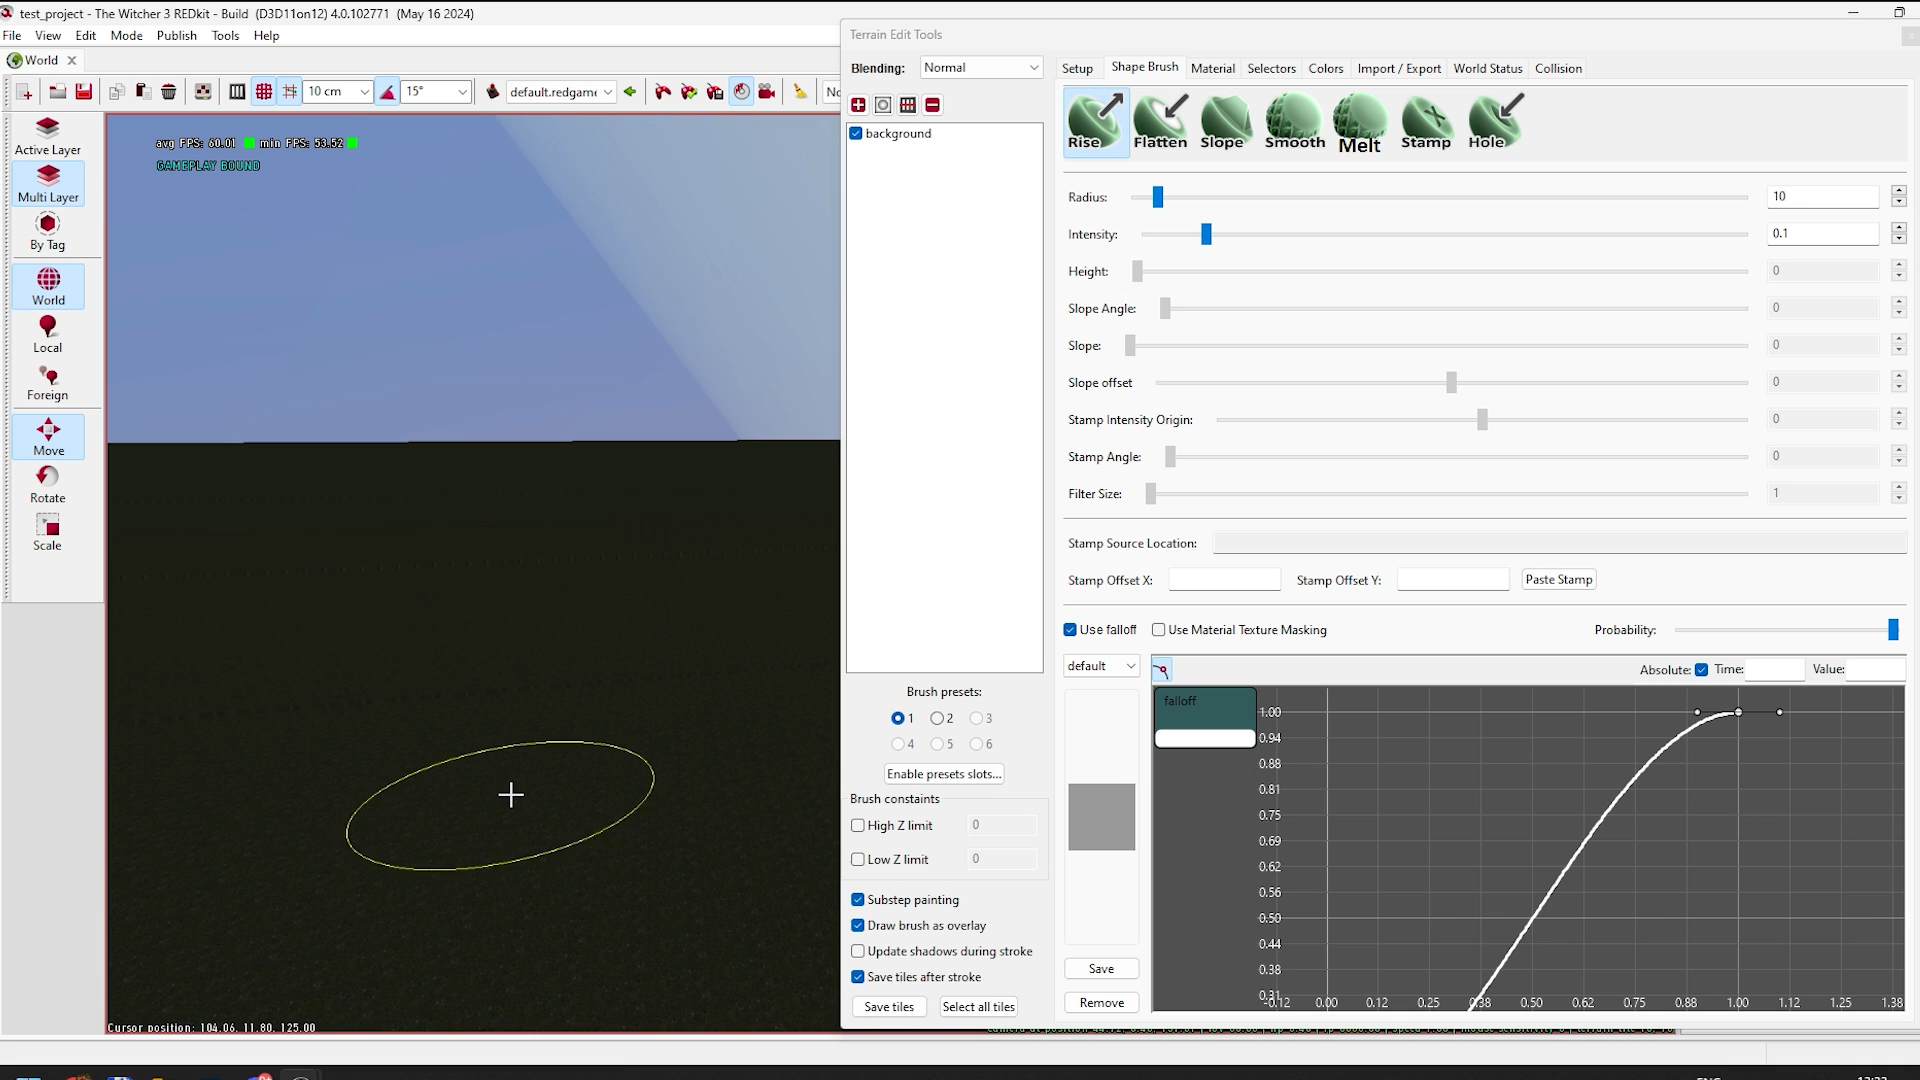 test_project - The Witcher 3 REDkit - Build (D3D11on12) 4.0.102771 (May 16 2024)
File View Edit Mode Publish Tools Help
World
10 cm 15° default.redgame No
Active Layer
Multi Layer
By Tag
World
Local
Foreign
Move
Rotate
Scale
avg FPS: 60.01 min FPS: 53.52
GAMEPLAY BOUND
Cursor position: 104.06, 11.80, 125.00
Terrain Edit Tools
Blending: Normal
background
Brush presets:
1 2 3
4 5 6
Enable presets slots...
Brush constaints
High Z limit 0
Low Z limit 0
Substep painting
Draw brush as overlay
Update shadows during stroke
Save tiles after stroke
Save tiles Select all tiles
Setup Shape Brush Material Selectors Colors Import / Export World Status Collision
Rise Flatten Slope Smooth Melt Stamp Hole
Radius: 10
Intensity: 0.1
Height: 0
Slope Angle: 0
Slope: 0
Slope offset 0
Stamp Intensity Origin: 0
Stamp Angle: 0
Filter Size: 1
Stamp Source Location:
Stamp Offset X: Stamp Offset Y: Paste Stamp
Use falloff Use Material Texture Masking Probability:
default Absolute: Time: Value:
falloff
1.00
0.94
0.88
0.81
0.75
0.69
0.62
0.56
0.50
0.44
0.38
0.31
-0.12 0.00 0.12 0.25 0.38 0.50 0.62 0.75 0.88 1.00 1.12 1.25 1.38
Save
Remove